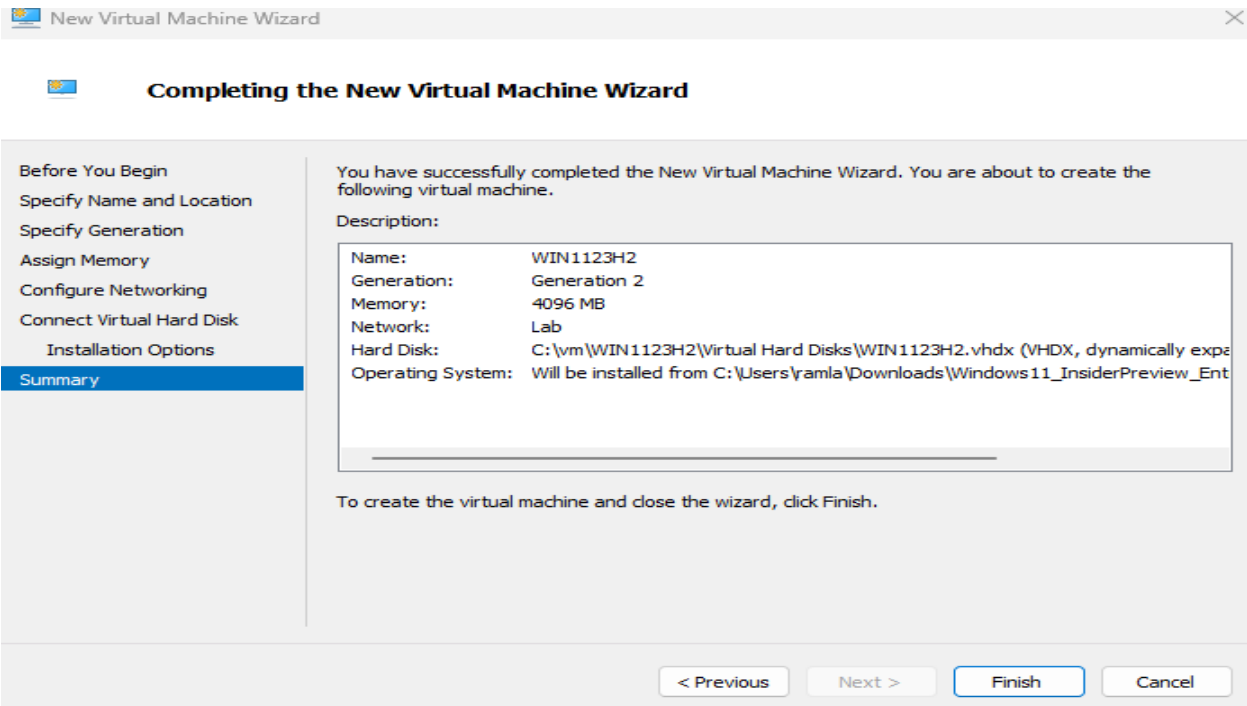 New Virtual Machine Wizard
Completing the New Virtual Machine Wizard
Before You Begin
Specify Name and Location
Specify Generation
Assign Memory
Configure Networking
Connect Virtual Hard Disk
Installation Options
Summary
You have successfully completed the New Virtual Machine Wizard. You are about to create the
following virtual machine.
Description:
Name: WIN1123H2
Generation: Generation 2
Memory: 4096 MB
Network: Lab
Hard Disk: C:\vm\WIN1123H2\Virtual Hard Disks\WIN1123H2.vhdx (VHDX, dynamically expa
Operating System: Will be installed from C:\Users\ramla\Downloads\Windows11_InsiderPreview_Ent
To create the virtual machine and close the wizard, click Finish.
< Previous Next > Finish Cancel